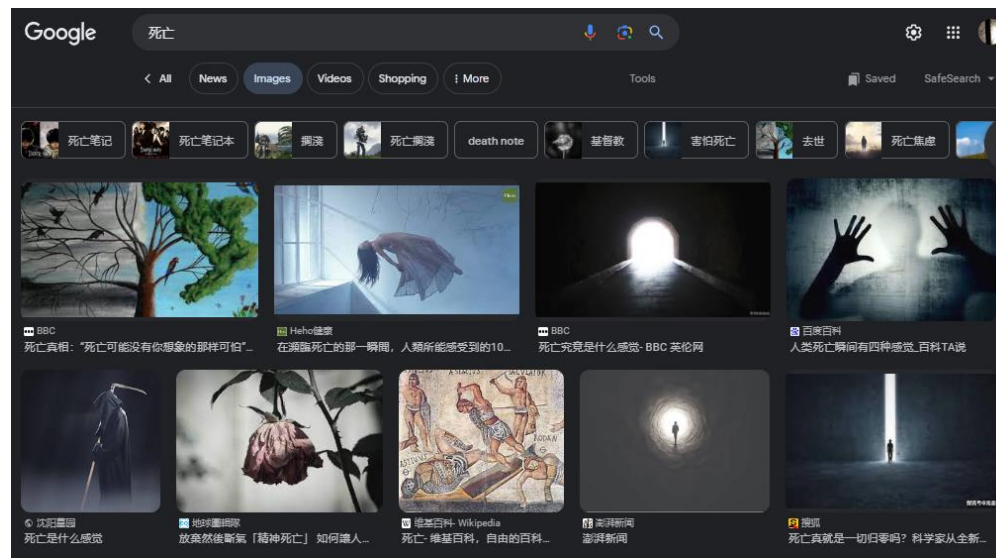 Google
死亡
All
News
Images
Videos
Shopping
More
Tools
Saved
SafeSearch
死亡笔记
死亡笔记本
擱淺
死亡擱淺
death note
基督教
害怕死亡
去世
死亡焦慮
BBC
死亡真相：“死亡可能没有你想象的那样可怕”...
Heho健康
在瀕臨死亡的那一瞬間，人類所能感受到的10...
BBC
死亡究竟是什么感觉- BBC 英伦网
百度百科
人类死亡瞬间有四种感觉_百科TA说
沈阳墓园
死亡是什么感觉
地球圖輯隊
放棄然後斷氣「精神死亡」 如何讓人...
維基百科- Wikipedia
死亡- 维基百科，自由的百科...
澎湃新闻
澎湃新闻
搜狐
死亡真就是一切归零吗？科学家从全新...